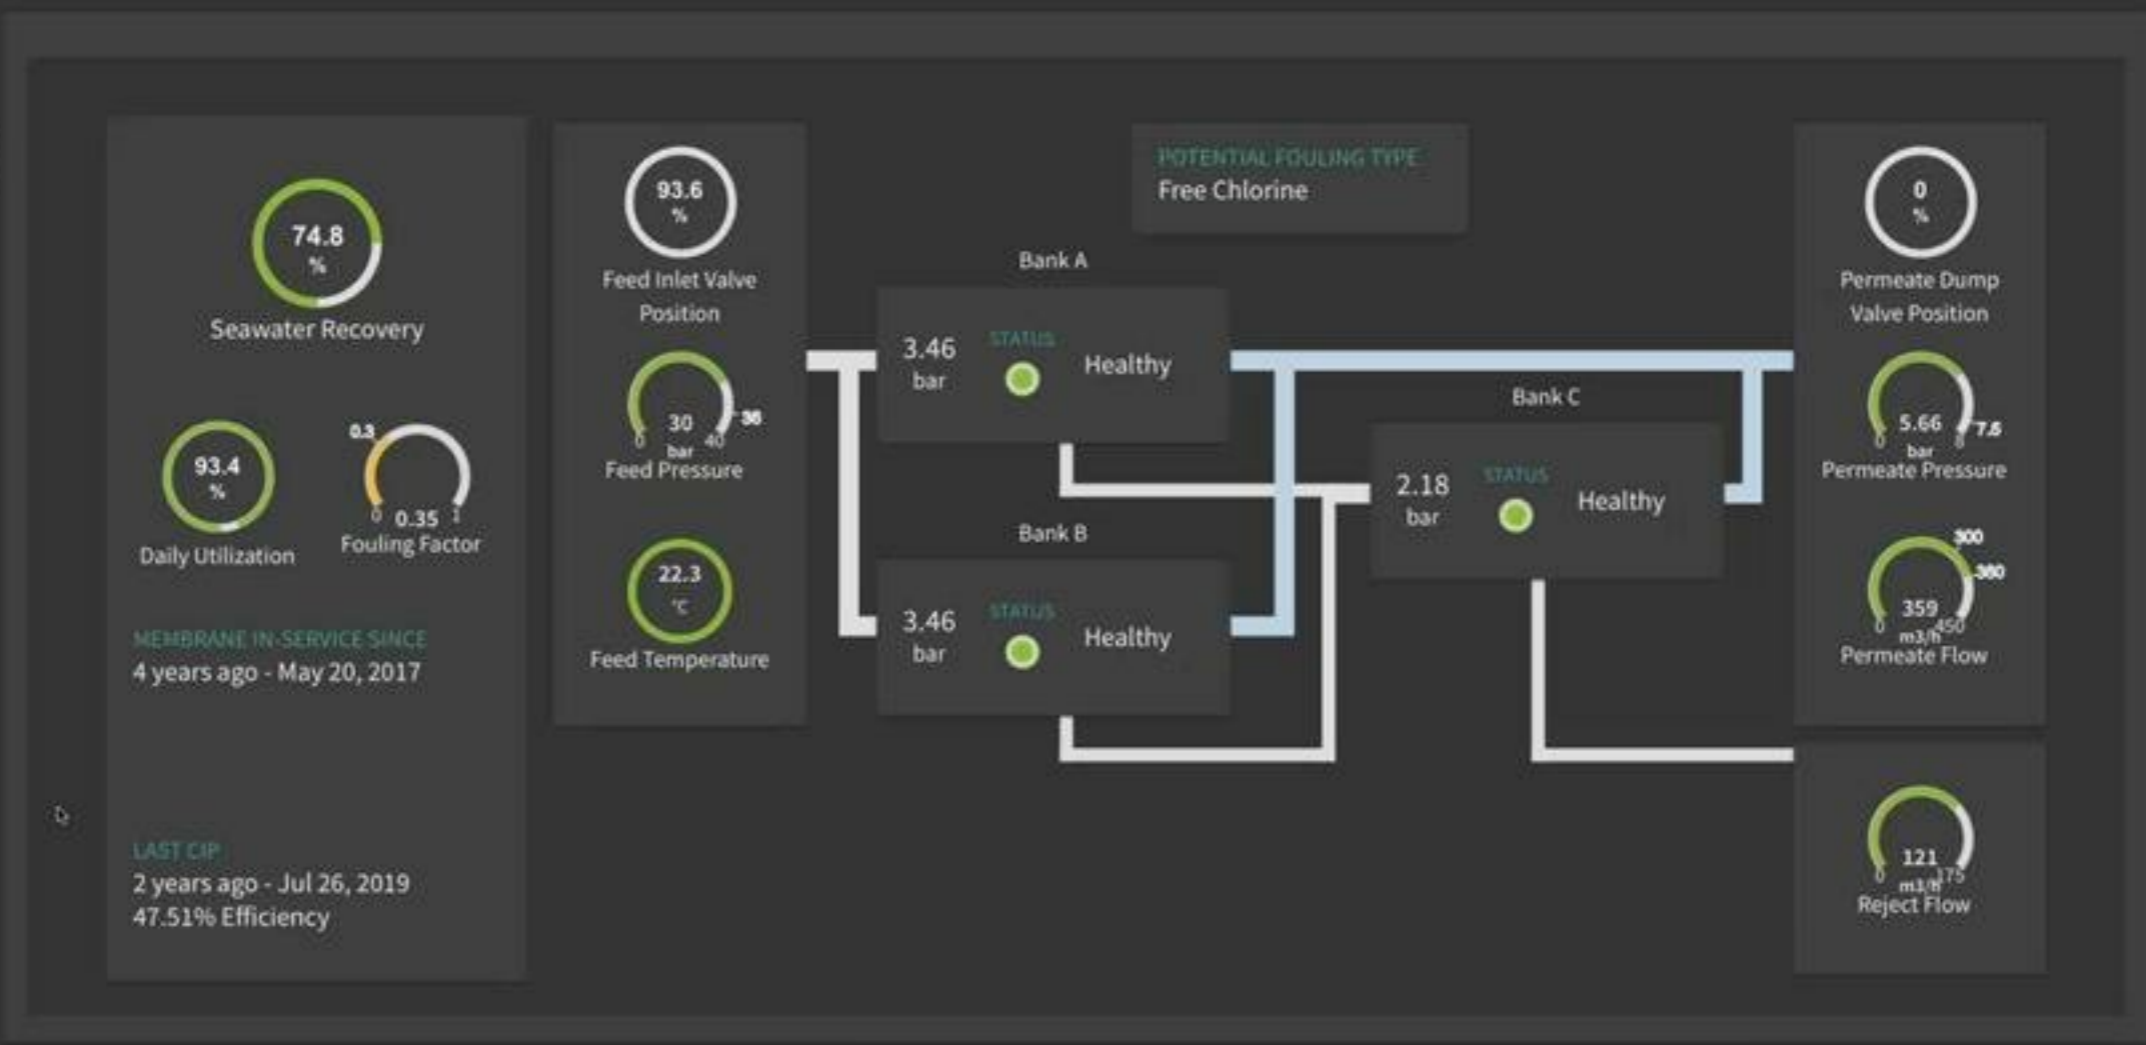 74.8
%
Seawater Recovery
93.4
%
Daily Utilization
0.3
0 0.35 1
Fouling Factor
MEMBRANE IN-SERVICE SINCE
4 years ago - May 20, 2017
LAST CIP
2 years ago - Jul 26, 2019
47.51% Efficiency
93.6
%
Feed Inlet Valve
Position
36
30
0 40
bar
Feed Pressure
22.3
°C
Feed Temperature
POTENTIAL FOULING TYPE
Free Chlorine
Bank A
3.46
bar
STATUS
Healthy
Bank B
3.46
bar
STATUS
Healthy
Bank C
2.18
bar
STATUS
Healthy
0
%
Permeate Dump
Valve Position
5.66
7.5
0 8
bar
Permeate Pressure
300
360
359
0 450
m3/h
Permeate Flow
121
0 175
m3/h
Reject Flow